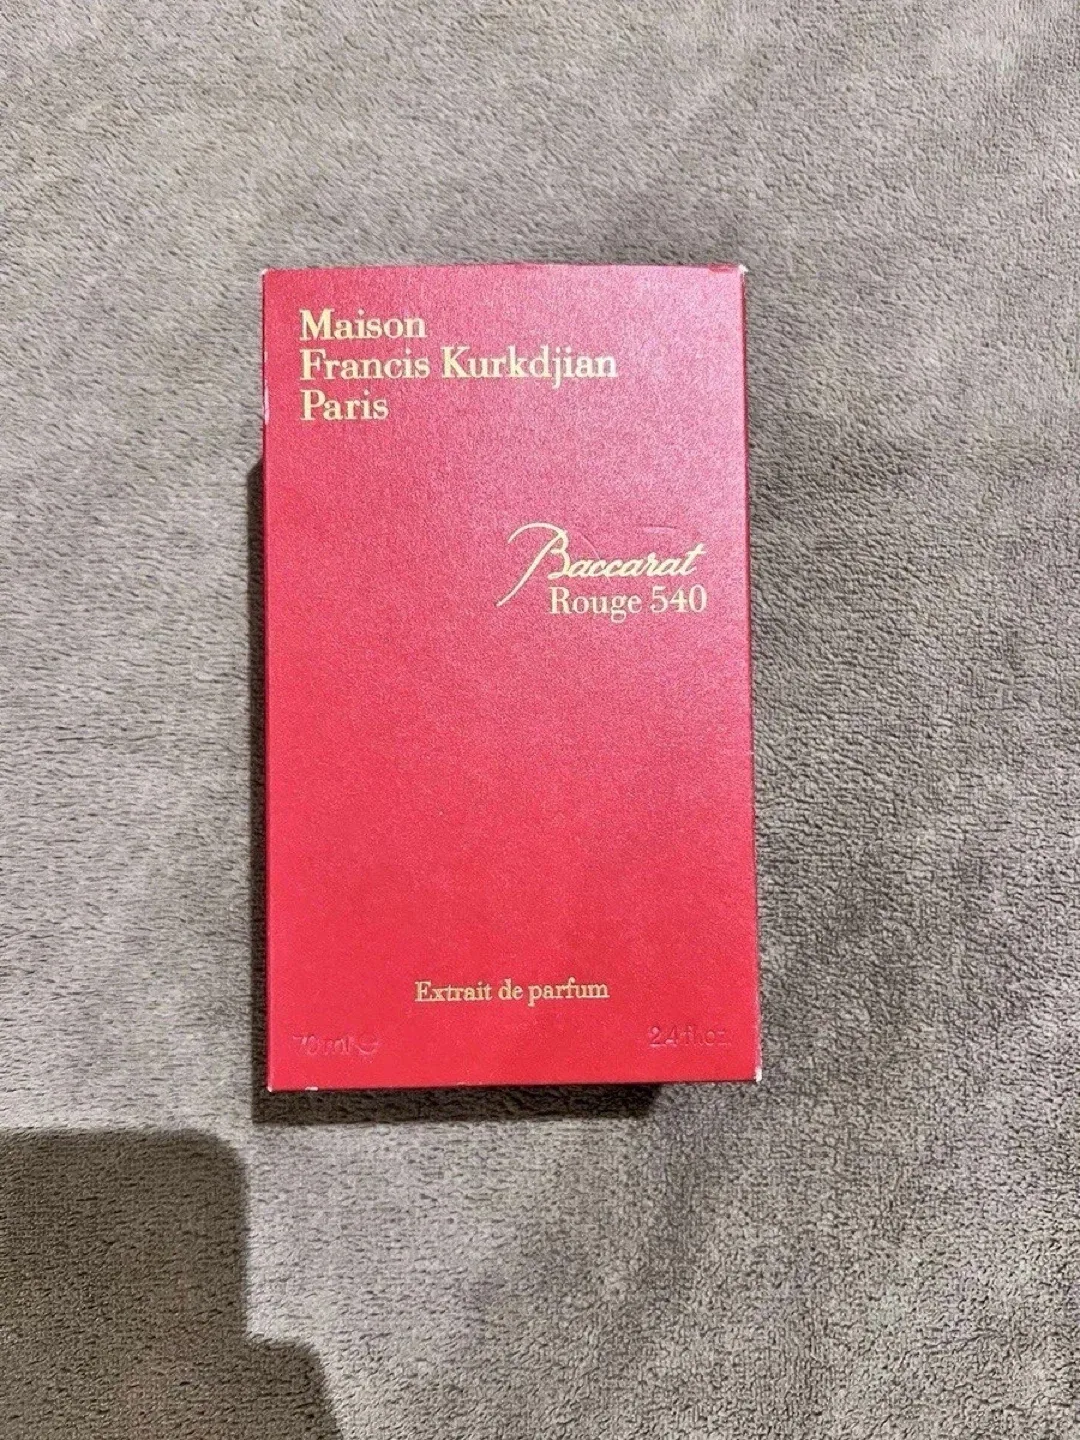 Maison
Francis Kurkdjian
Paris
Baccarat
Rouge 540
Extrait de parfum
70 ml ℮ 2.4 fl.oz.